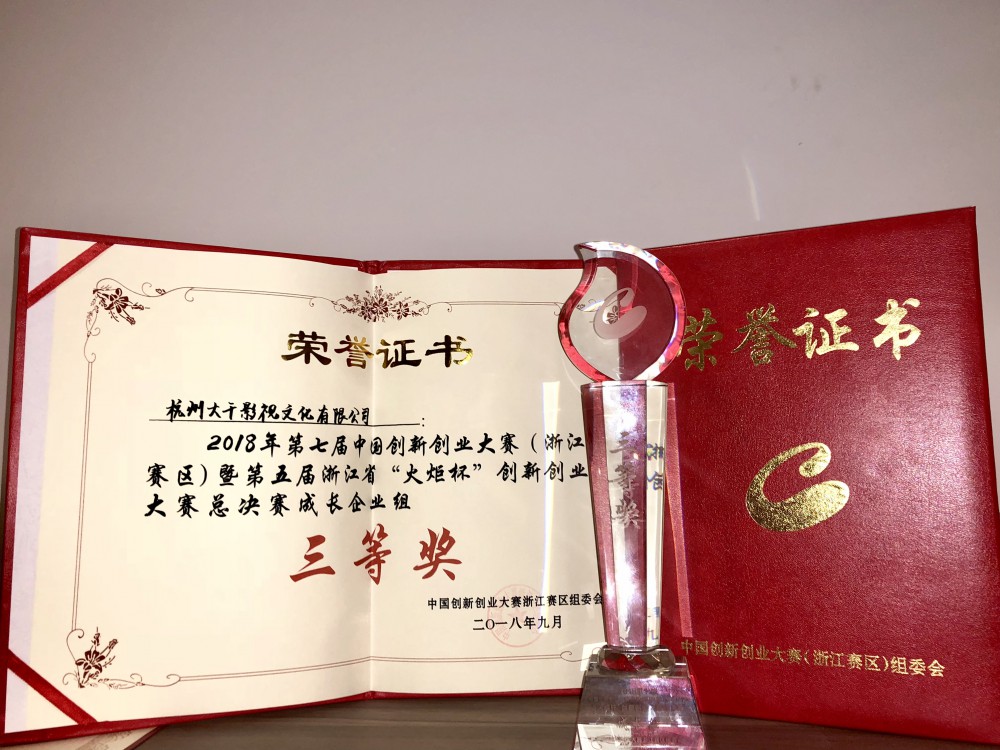 荣誉证书
杭州大千影视文化有限公司：
2018年第七届中国创新创业大赛（浙江
赛区）暨第五届浙江省“火炬杯”创新创业
大赛总决赛成长企业组
三等奖
中国创新创业大赛浙江赛区组委会
二〇一八年九月
三等奖
荣誉证书
中国创新创业大赛(浙江赛区)组委会